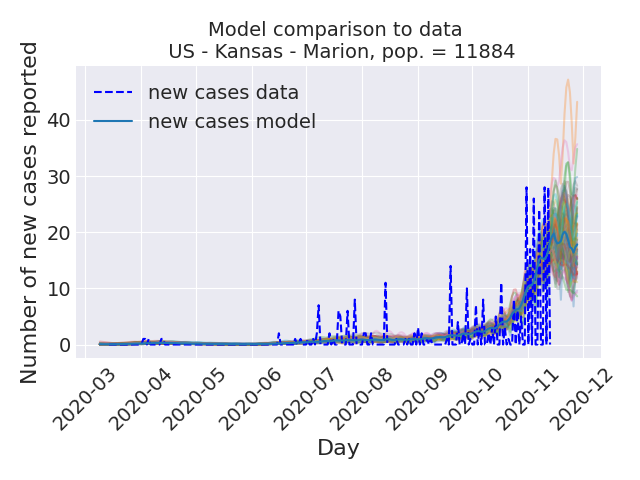 Model comparison to data
US - Kansas - Marion, pop. = 11884
new cases data
new cases model
Number of new cases reported
40
30
20
10
0
2020-03
2020-04
2020-05
2020-06
2020-07
2020-08
2020-09
2020-10
2020-11
2020-12
Day